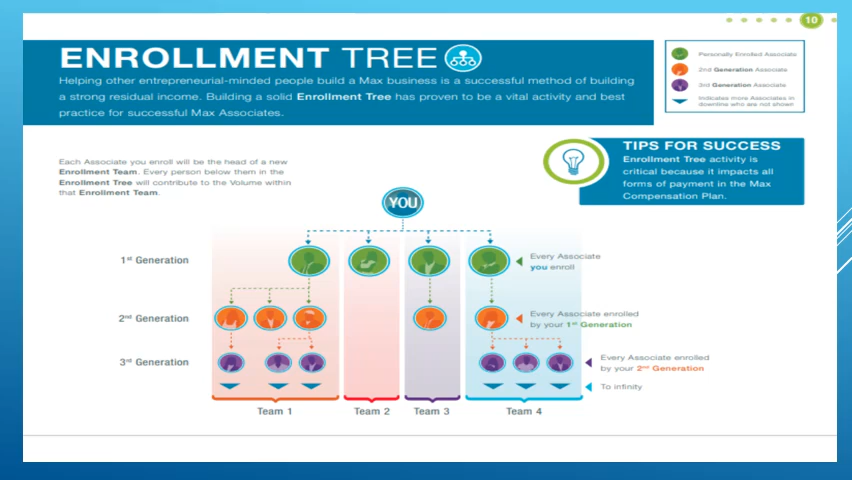 10
ENROLLMENT TREE
Helping other entrepreneurial-minded people build a Max business is a successful method of building
a strong residual income. Building a solid Enrollment Tree has proven to be a vital activity and best
practice for successful Max Associates.
Personally Enrolled Associate
2nd Generation Associate
3rd Generation Associate
Indicates more Associates in
downline who are not shown
TIPS FOR SUCCESS
Enrollment Tree activity is
critical because it impacts all
forms of payment in the Max
Compensation Plan.
Each Associate you enroll will be the head of a new
Enrollment Team. Every person below them in the
Enrollment Tree will contribute to the Volume within
that Enrollment Team.
YOU
1st Generation
Every Associate
you enroll
2nd Generation
Every Associate enrolled
by your 1st Generation
3rd Generation
Every Associate enrolled
by your 2nd Generation
To infinity
Team 1
Team 2
Team 3
Team 4